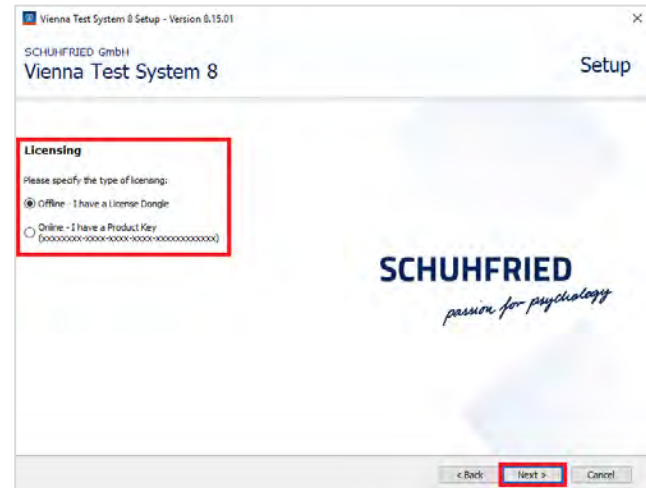 Vienna Test System 8 Setup - Version 8.15.01
SCHUHFRIED GmbH
Vienna Test System 8
Setup
Licensing
Please specify the type of licensing:
Offline - I have a License Dongle
Online - I have a Product Key
(xxxxxxxx-xxxx-xxxx-xxxx-xxxxxxxxxxxx)
SCHUHFRIED
passion for psychology
< Back
Next >
Cancel